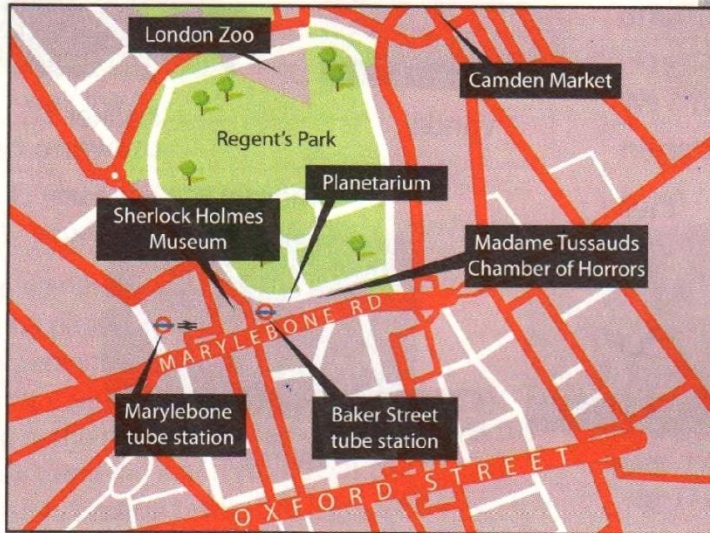 London Zoo
Camden Market
Regent's Park
Planetarium
Sherlock Holmes
Museum
Madame Tussauds
Chamber of Horrors
MARYLEBONE RD
Marylebone
tube station
Baker Street
tube station
OXFORD STREET